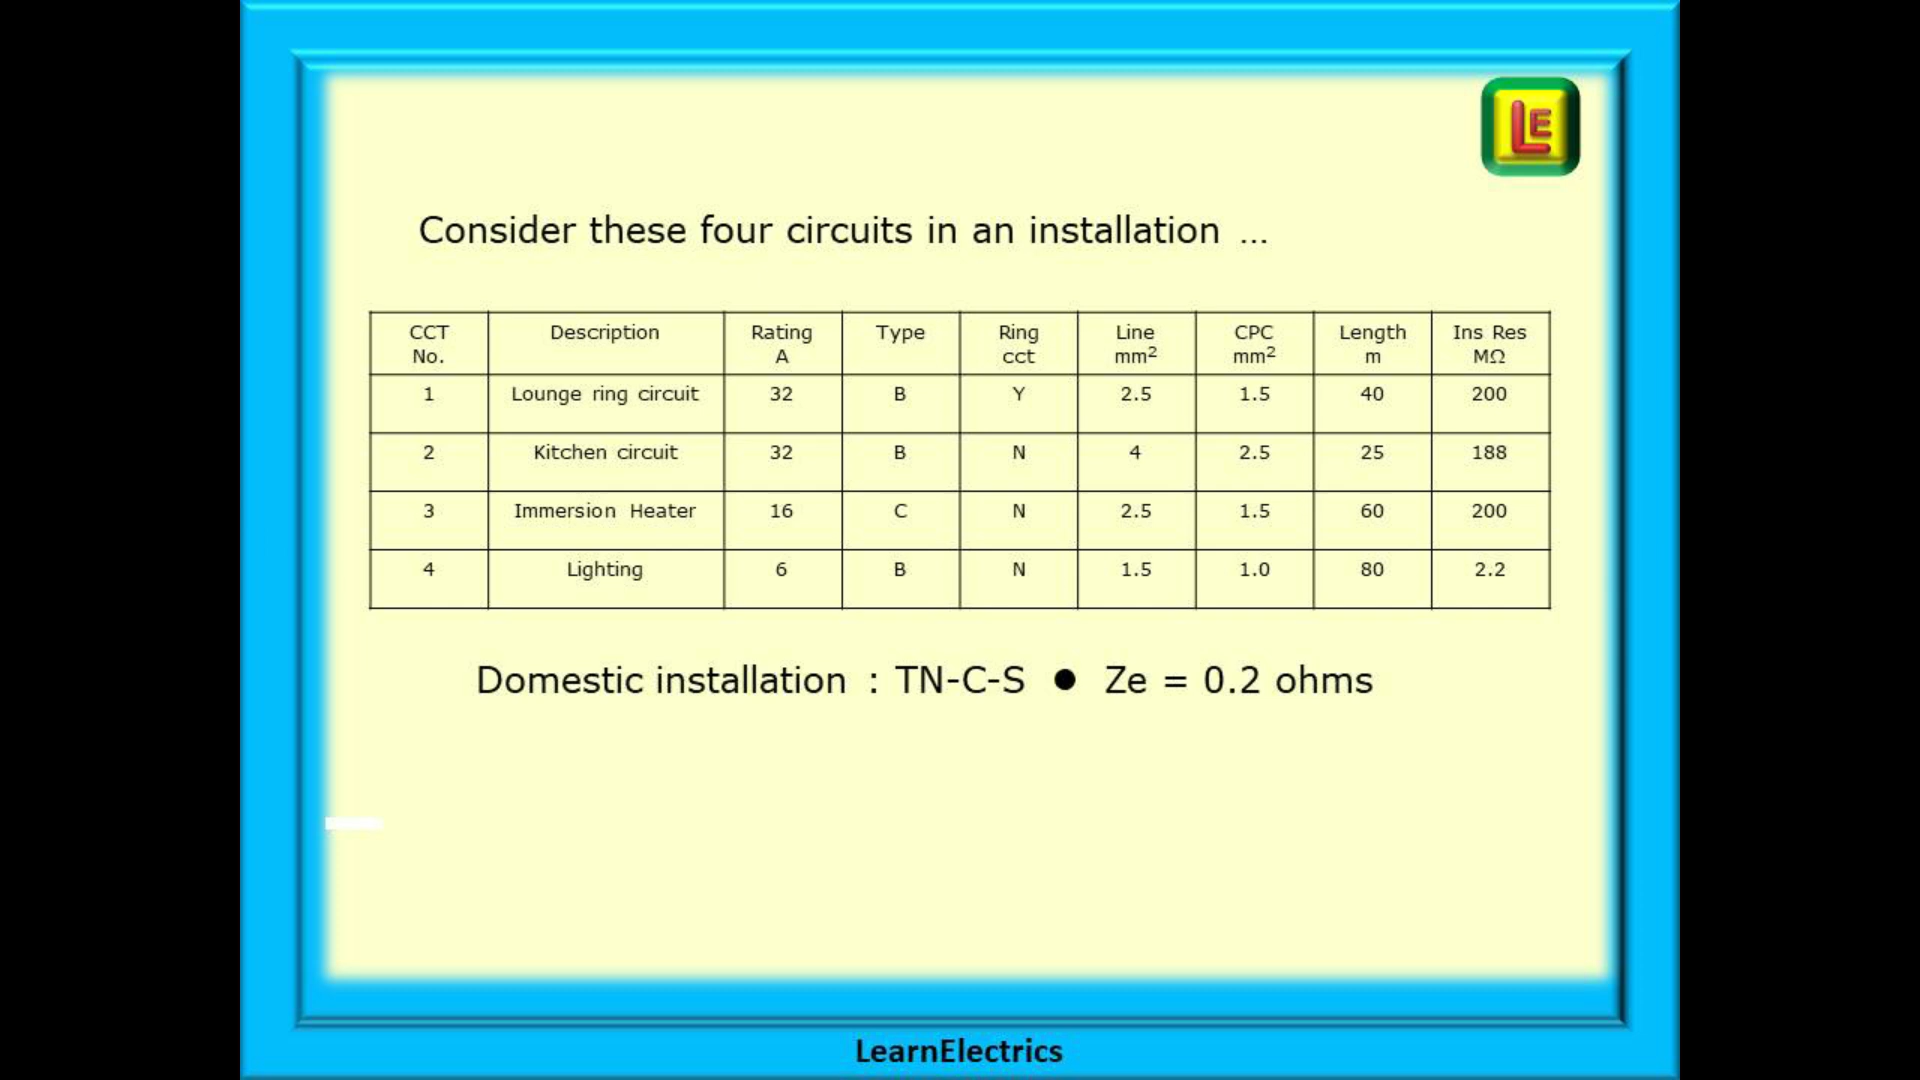 LE
Consider these four circuits in an installation ...
CCT No. Description Rating A Type Ring cct Line mm² CPC mm² Length m Ins Res MΩ
1 Lounge ring circuit 32 B Y 2.5 1.5 40 200
2 Kitchen circuit 32 B N 4 2.5 25 188
3 Immersion Heater 16 C N 2.5 1.5 60 200
4 Lighting 6 B N 1.5 1.0 80 2.2
Domestic installation : TN-C-S ● Ze = 0.2 ohms
LearnElectrics